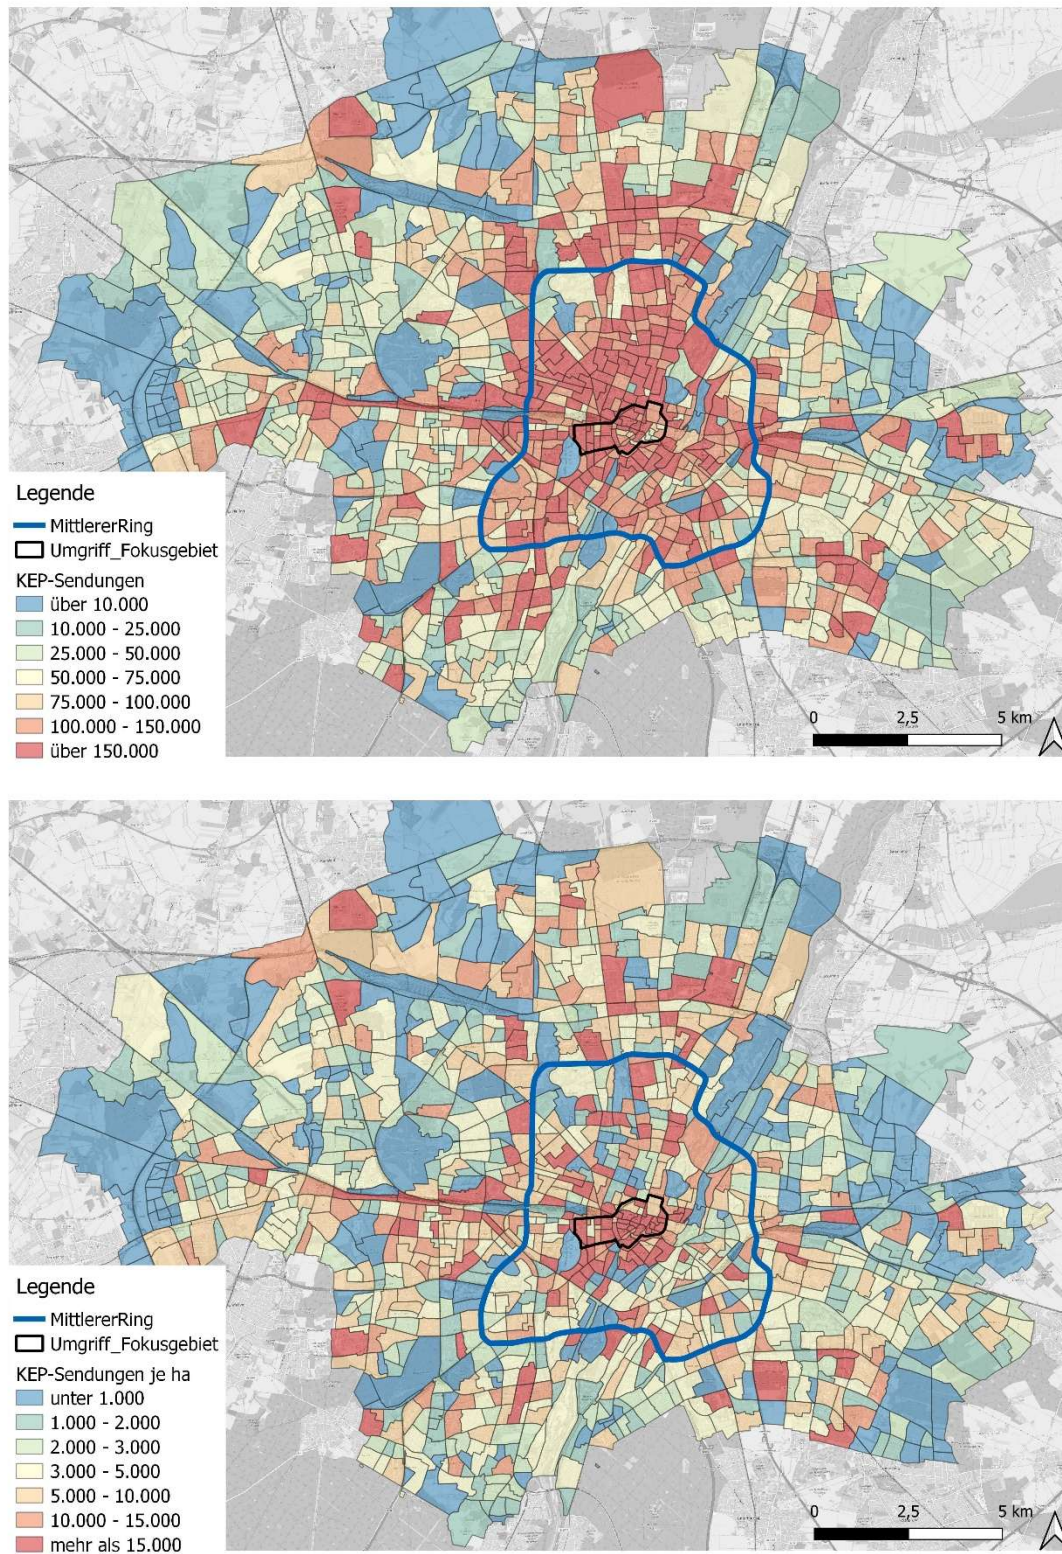 Legende
MittlererRing
Umgriff_Fokusgebiet
KEP-Sendungen
über 10.000
10.000 - 25.000
25.000 - 50.000
50.000 - 75.000
75.000 - 100.000
100.000 - 150.000
über 150.000
0 2,5 5 km
Legende
MittlererRing
Umgriff_Fokusgebiet
KEP-Sendungen je ha
unter 1.000
1.000 - 2.000
2.000 - 3.000
3.000 - 5.000
5.000 - 10.000
10.000 - 15.000
mehr als 15.000
0 2,5 5 km